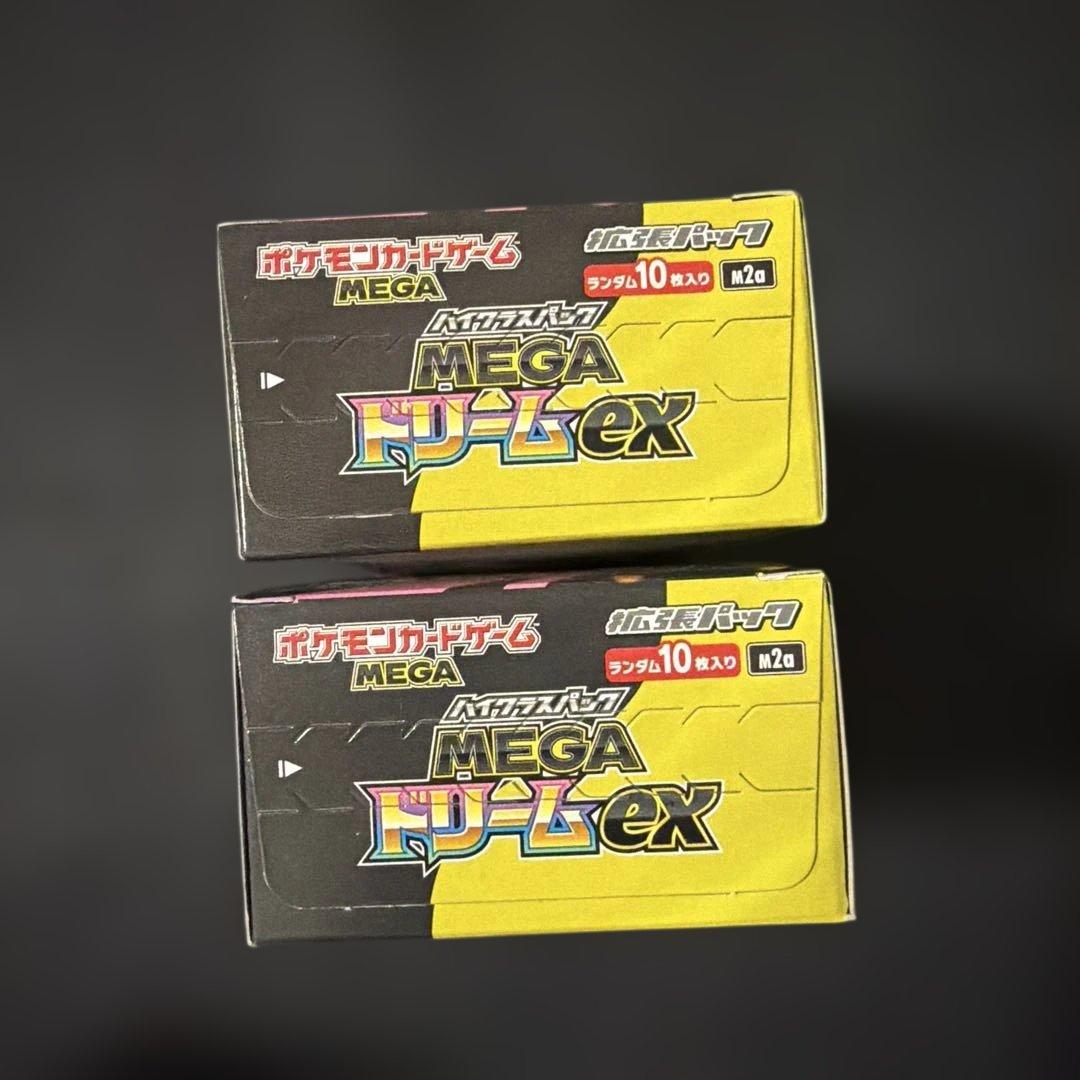 ポケモンカードゲーム
MEGA
拡張パック
ランダム10枚入り
M2a
ハイクラスパック
MEGA
ドリームex
ポケモンカードゲーム
MEGA
拡張パック
ランダム10枚入り
M2a
ハイクラスパック
MEGA
ドリームex